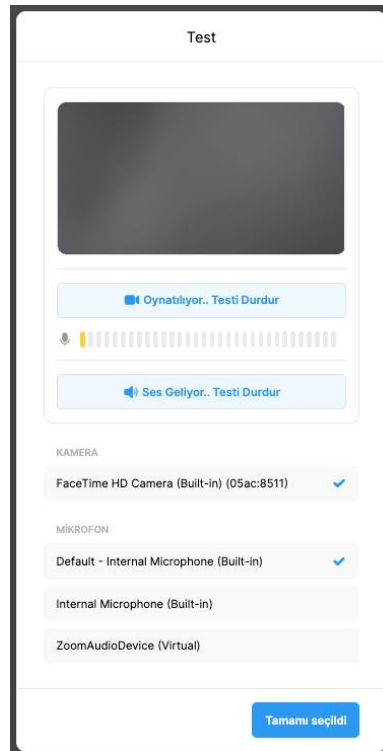 Test
Oynatılıyor.. Testi Durdur
Ses Geliyor.. Testi Durdur
KAMERA
FaceTime HD Camera (Built-in) (05ac:8511)
MİKROFON
Default - Internal Microphone (Built-in)
Internal Microphone (Built-in)
ZoomAudioDevice (Virtual)
Tamamı seçildi